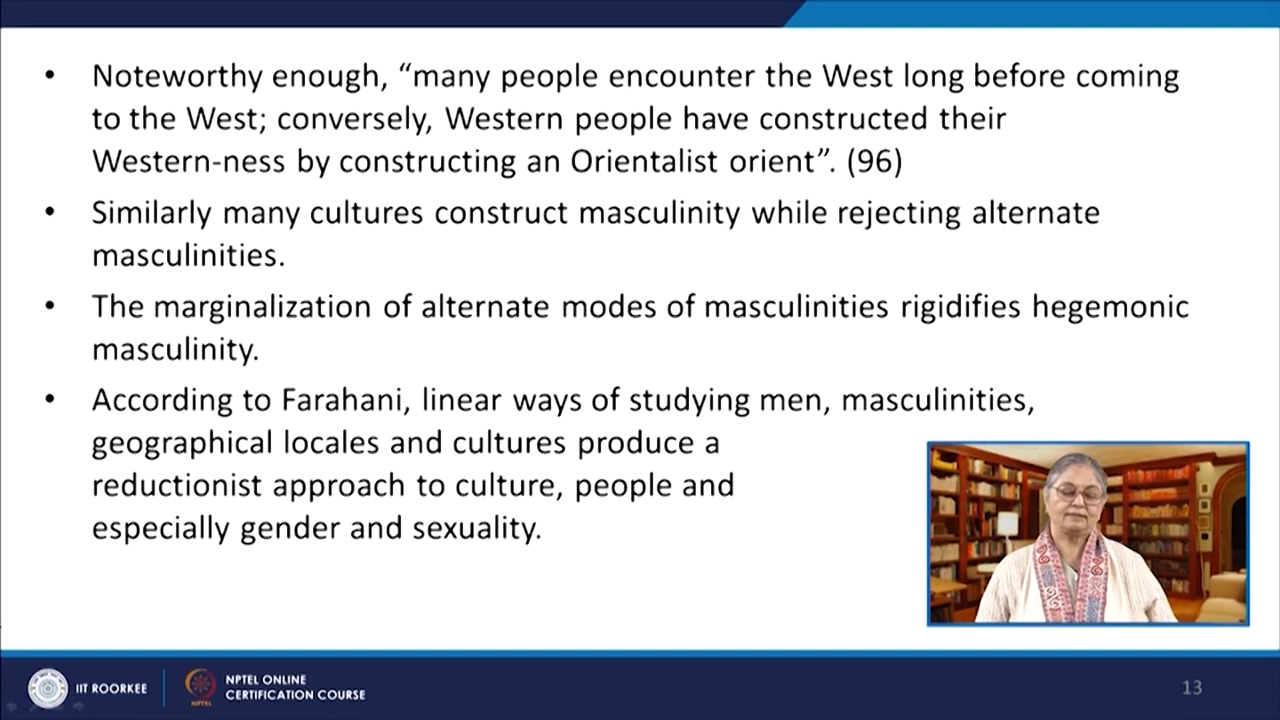 • Noteworthy enough, “many people encounter the West long before coming
to the West; conversely, Western people have constructed their
Western-ness by constructing an Orientalist orient”. (96)
• Similarly many cultures construct masculinity while rejecting alternate
masculinities.
• The marginalization of alternate modes of masculinities rigidifies hegemonic
masculinity.
• According to Farahani, linear ways of studying men, masculinities,
geographical locales and cultures produce a
reductionist approach to culture, people and
especially gender and sexuality.
IIT ROORKEE
NPTEL
NPTEL ONLINE
CERTIFICATION COURSE
13